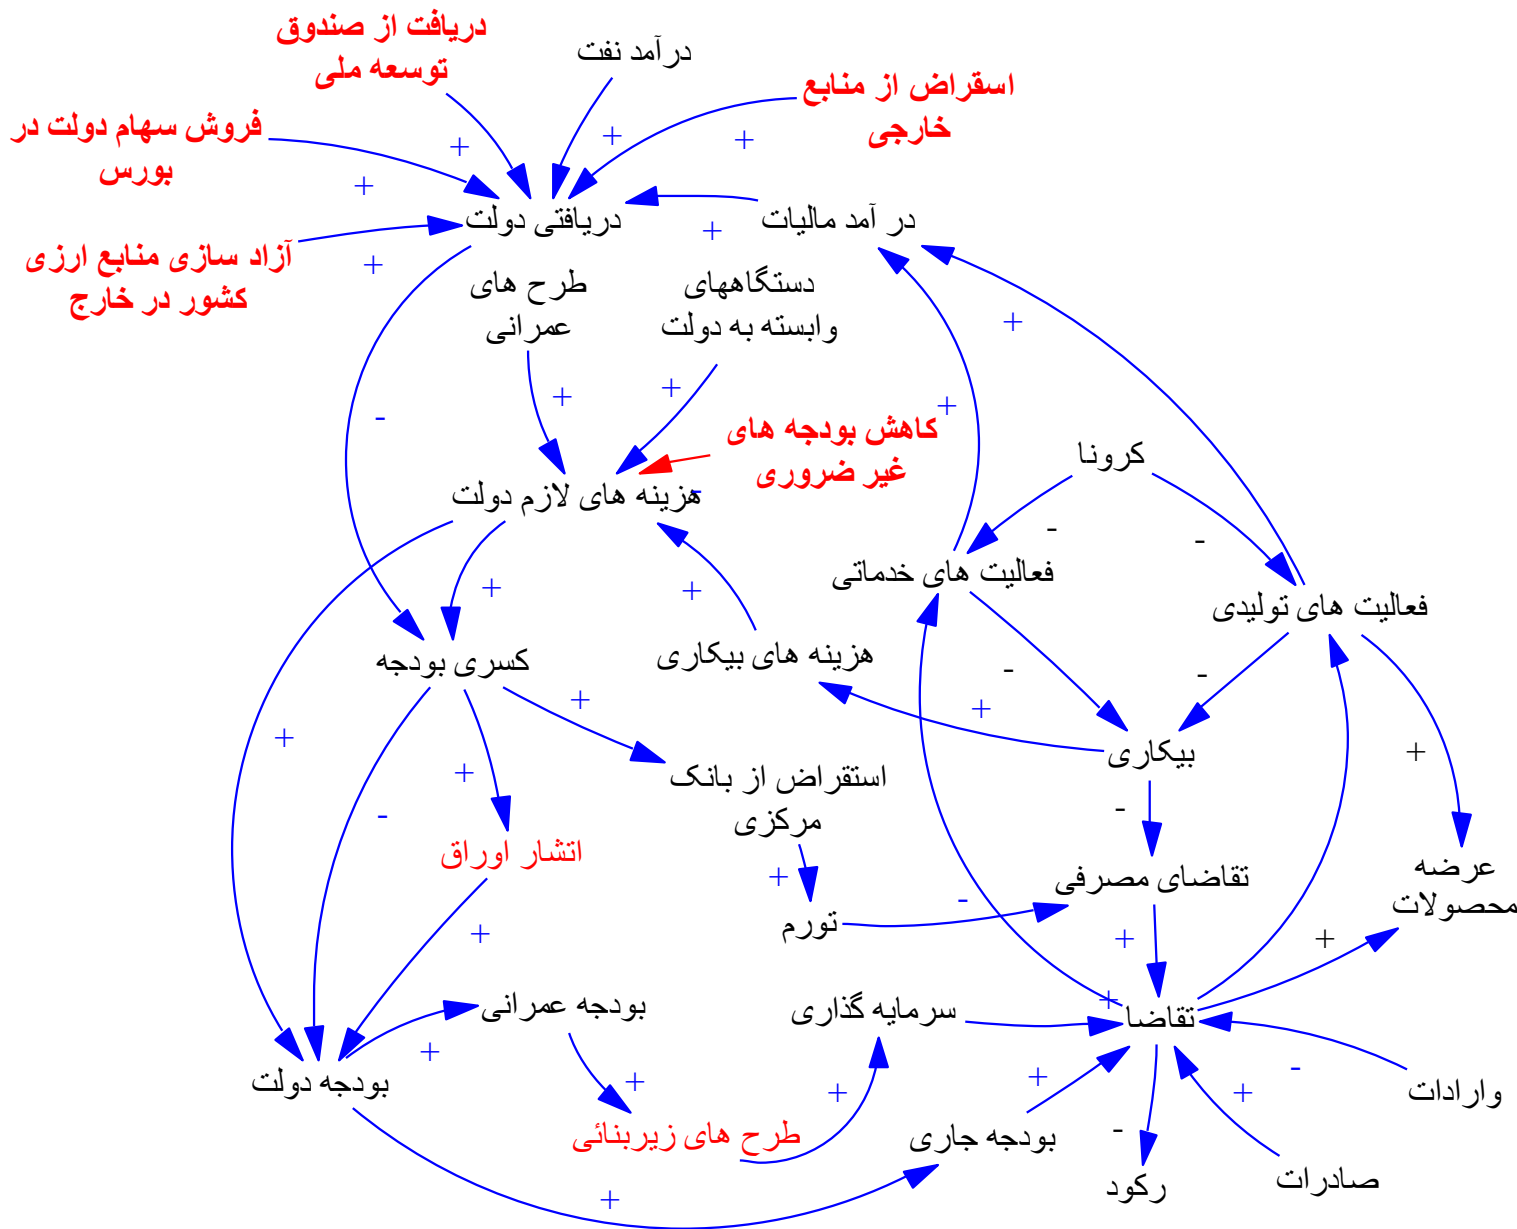 دریافت از صندوق
توسعه ملی
درآمد نفت
اسقراض از منابع
خارجی
فروش سهام دولت در
بورس
+
+
+
+
دریافتی دولت
در آمد مالیات
+
آزاد سازی منابع ارزی
کشور در خارج
+
طرح های
عمرانی
دستگاههای
وابسته به دولت
+
+
+
-
+
کاهش بودجه های
غیر ضروری
کرونا
هزینه های لازم دولت
-
-
-
فعالیت های خدماتی
فعالیت های تولیدی
+
+
کسری بودجه
هزینه های بیکاری
-
-
+
+
+
بیکاری
+
+
استقراض از بانک
مرکزی
-
-
اتشار اوراق
+
تقاضای مصرفی
عرضه
محصولات
تورم
-
+
+
+
بودجه عمرانی
سرمایه گذاری
+
تقاضا
+
بودجه دولت
+
+
+
-
+
واردات
طرح های زیربنائی
بودجه جاری
-
رکود
صادرات
+